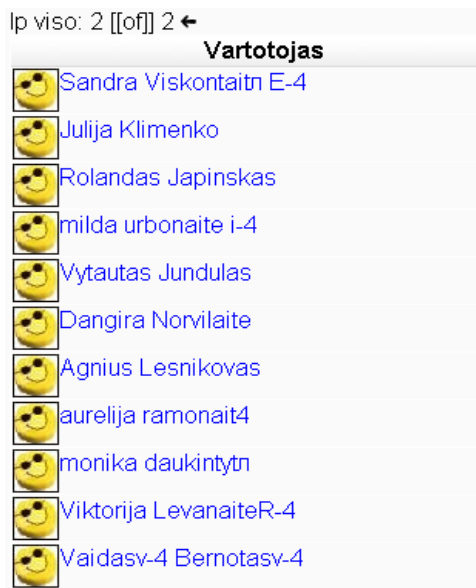 Ip viso: 2 [[of]] 2 🡨
Vartotojas
Sandra Viskontaitп E-4
Julija Klimenko
Rolandas Japinskas
milda urbonaite i-4
Vytautas Jundulas
Dangira Norvilaite
Agnius Lesnikovas
aurelija ramonait4
monika daukintytп
Viktorija LevanaiteR-4
Vaidasv-4 Bernotasv-4